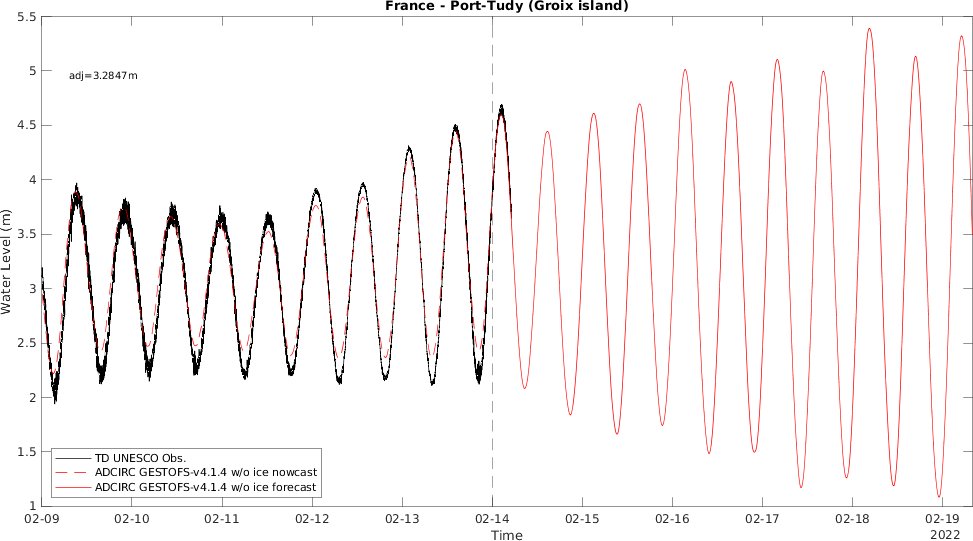 France - Port-Tudy (Groix island)
5.5
5
4.5
4
3.5
3
2.5
2
1.5
1
Water Level (m)
adj=3.2847m
TD UNESCO Obs.
ADCIRC GESTOFS-v4.1.4 w/o ice nowcast
ADCIRC GESTOFS-v4.1.4 w/o ice forecast
02-09 02-10 02-11 02-12 02-13 02-14 02-15 02-16 02-17 02-18 02-19
2022
Time